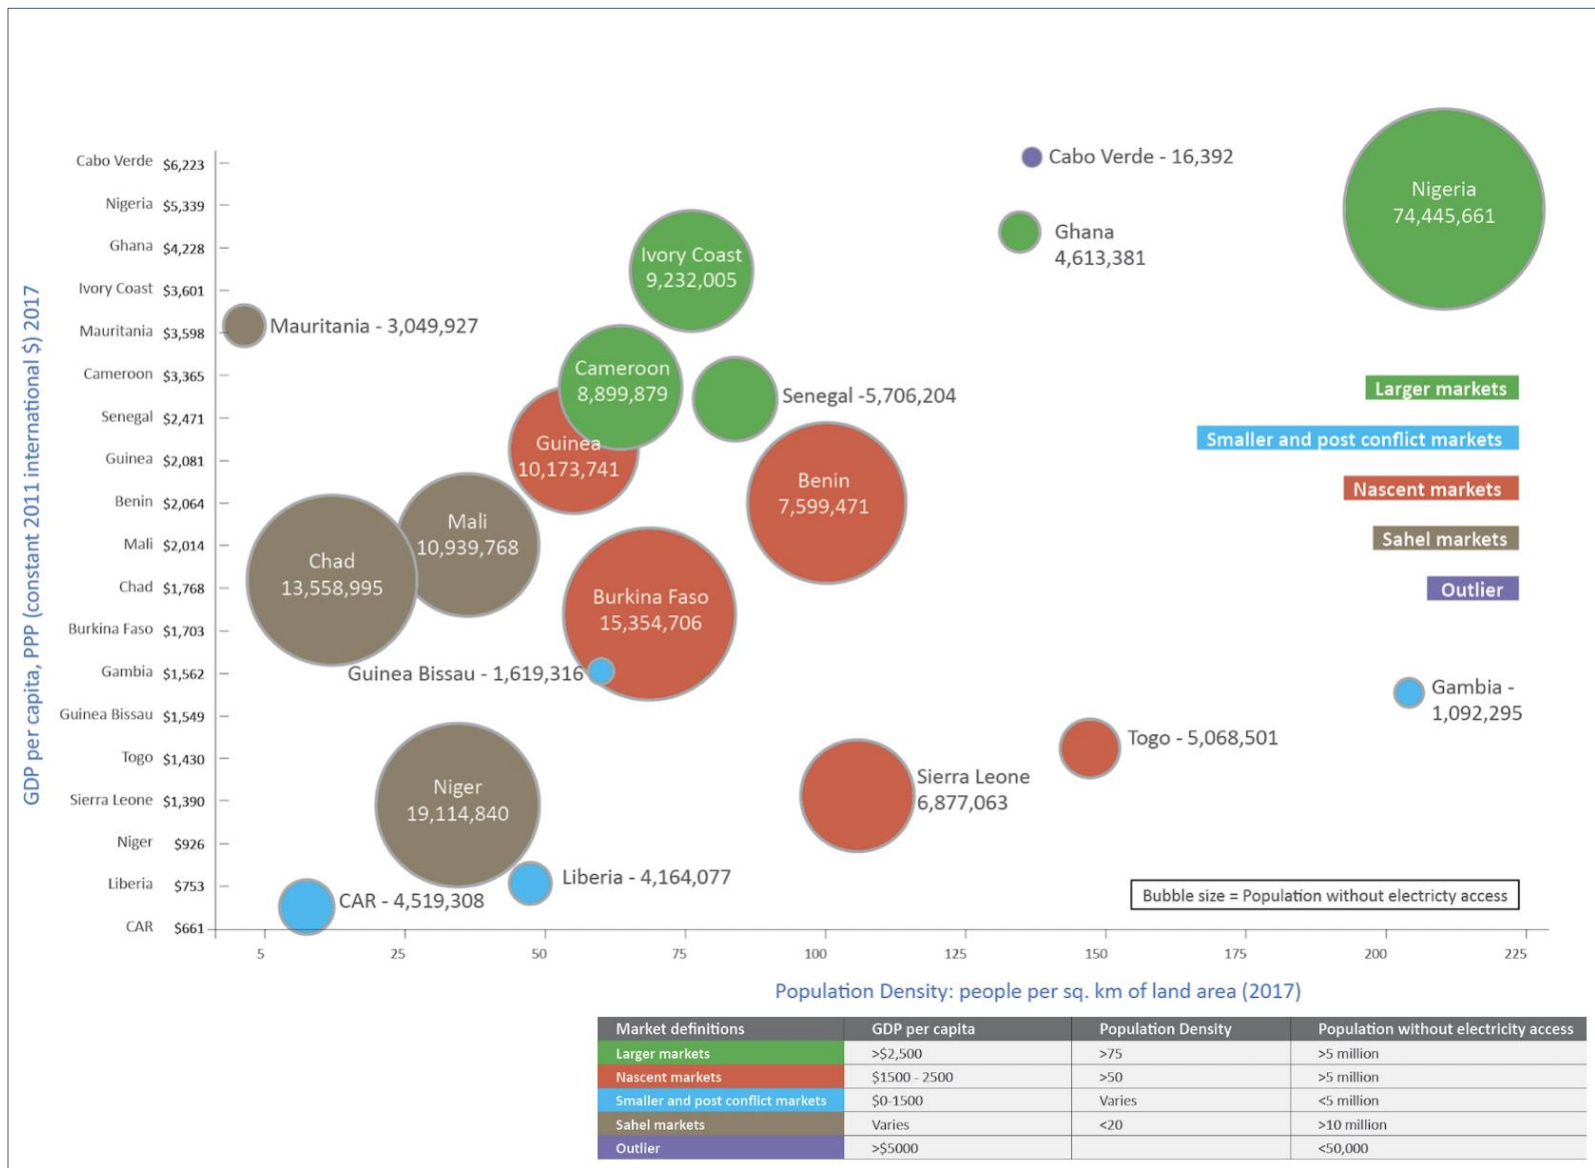 GDP per capita, PPP (constant 2011 international $) 2017
Cabo Verde $6,223
Nigeria $5,339
Ghana $4,228
Ivory Coast $3,601
Mauritania $3,598
Cameroon $3,365
Senegal $2,471
Guinea $2,081
Benin $2,064
Mali $2,014
Chad $1,768
Burkina Faso $1,703
Gambia $1,562
Guinea Bissau $1,549
Togo $1,430
Sierra Leone $1,390
Niger $926
Liberia $753
CAR $661
Cabo Verde - 16,392
Nigeria
74,445,661
Ghana
4,613,381
Ivory Coast
9,232,005
Mauritania - 3,049,927
Cameroon
8,899,879
Senegal -5,706,204
Guinea
10,173,741
Benin
7,599,471
Mali
10,939,768
Chad
13,558,995
Burkina Faso
15,354,706
Guinea Bissau - 1,619,316
Gambia -
1,092,295
Togo - 5,068,501
Sierra Leone
6,877,063
Niger
19,114,840
Liberia - 4,164,077
CAR - 4,519,308
Larger markets
Smaller and post conflict markets
Nascent markets
Sahel markets
Outlier
Bubble size = Population without electricty access
5 25 50 75 100 125 150 175 200 225
Population Density: people per sq. km of land area (2017)
Market definitions GDP per capita Population Density Population without electricity access
Larger markets >$2,500 >75 >5 million
Nascent markets $1500 - 2500 >50 >5 million
Smaller and post conflict markets $0-1500 Varies <5 million
Sahel markets Varies <20 >10 million
Outlier >$5000 <50,000